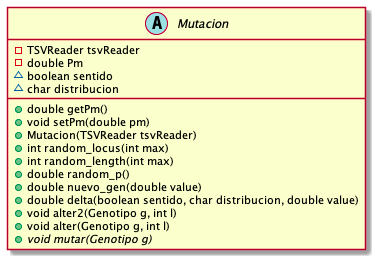 A Mutacion
TSVReader tsvReader
double Pm
boolean sentido
char distribucion
double getPm()
void setPm(double pm)
Mutacion(TSVReader tsvReader)
int random_locus(int max)
int random_length(int max)
double random_p()
double nuevo_gen(double value)
double delta(boolean sentido, char distribucion, double value)
void alter2(Genotipo g, int l)
void alter(Genotipo g, int l)
void mutar(Genotipo g)